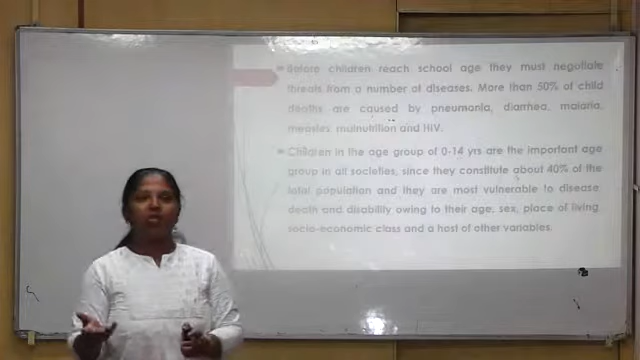 Before children reach school age they must negotiate
threats from a number of diseases. More than 50% of child
deaths are caused by pneumonia, diarrhea, malaria,
measles, malnutrition and HIV.
Children in the age group of 0-14 yrs are the important age
group in all societies, since they constitute about 40% of the
total population and they are most vulnerable to disease,
death and disability owing to their age, sex, place of living
socio-economic class and a host of other variables.